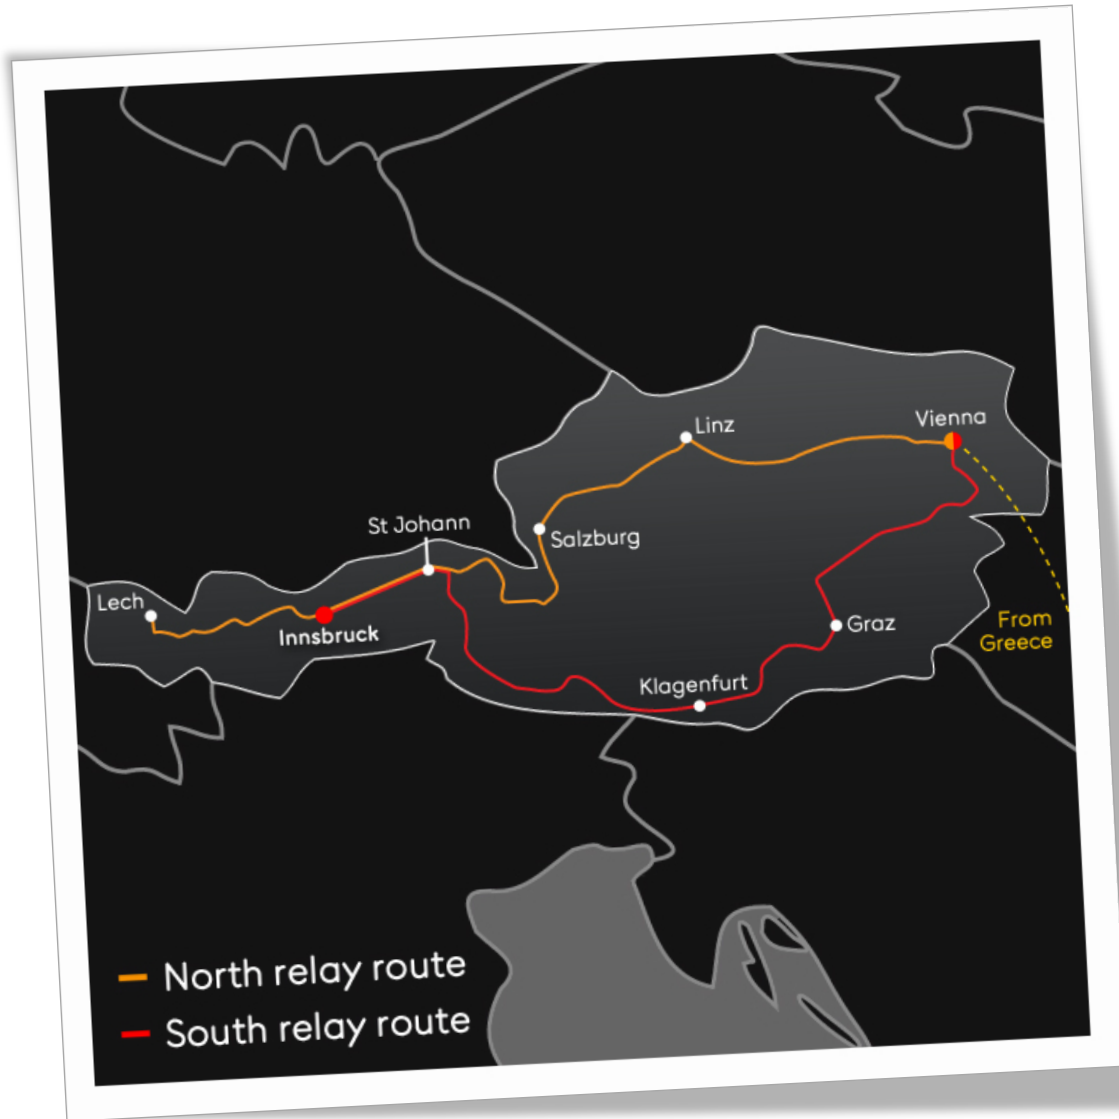 Linz
Vienna
St Johann
Salzburg
Lech
Innsbruck
From
Greece
Graz
Klagenfurt
North relay route
South relay route